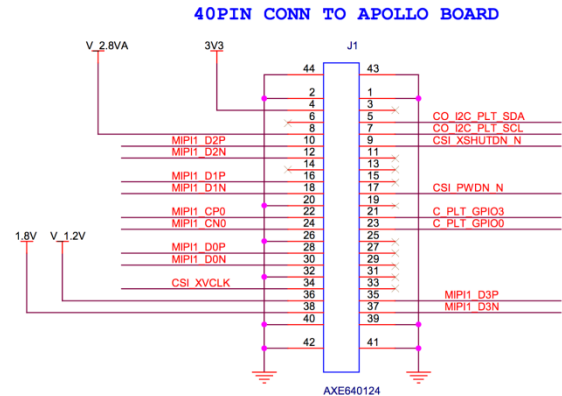 40PIN CONN TO APOLLO BOARD
V_2.8VA 3V3 J1
44 43
2 1
4 3
6 5 CO_I2C_PLT_SDA
8 7 CO_I2C_PLT_SCL
MIPI1_D2P 10 9 CSI_XSHUTDN_N
MIPI1_D2N 12 11
14 13
MIPI1_D1P 16 15
MIPI1_D1N 18 17 CSI_PWDN_N
20 19
MIPI1_CP0 22 21 C_PLT_GPIO3
MIPI1_CN0 24 23 C_PLT_GPIO0
1.8V V_1.2V 26 25
MIPI1_D0P 28 27
MIPI1_D0N 30 29
32 31
CSI_XVCLK 34 33
36 35 MIPI1_D3P
38 37 MIPI1_D3N
40 39
42 41
AXE640124